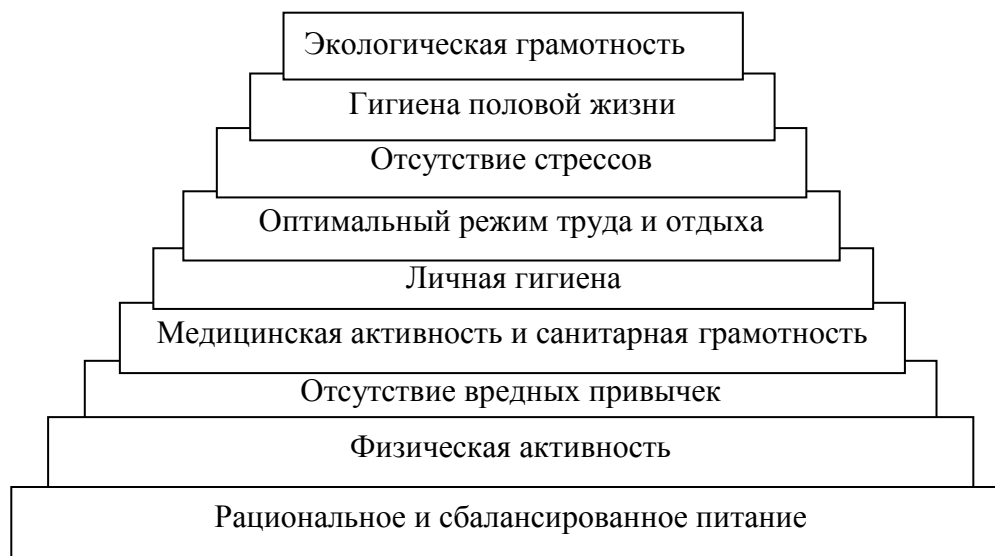 Экологическая грамотность
Гигиена половой жизни
Отсутствие стрессов
Оптимальный режим труда и отдыха
Личная гигиена
Медицинская активность и санитарная грамотность
Отсутствие вредных привычек
Физическая активность
Рациональное и сбалансированное питание